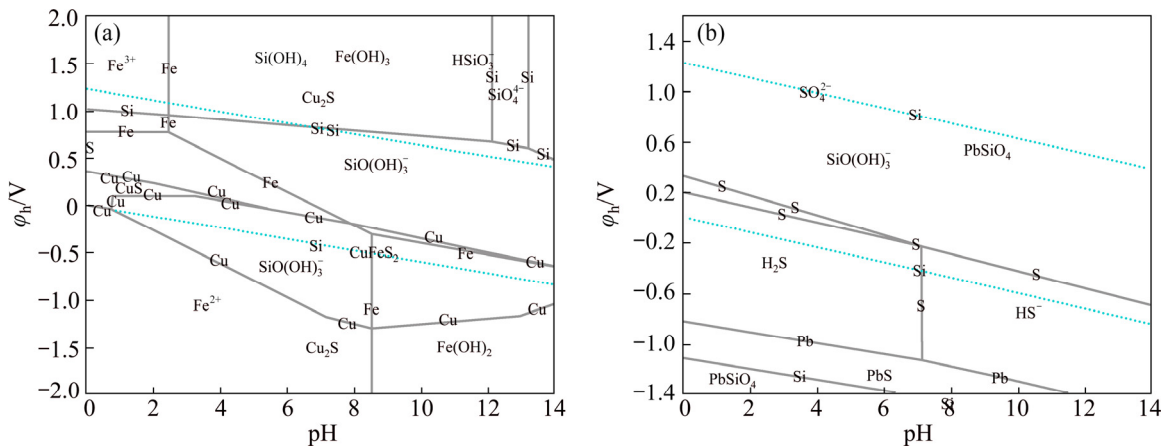 (a)
2.0
1.5
1.0
0.5
0
−0.5
−1.0
−1.5
−2.0
φh/V
0 2 4 6 8 10 12 14
pH
Fe³⁺
Fe
Si(OH)₄
Fe(OH)₃
HSiO₃⁻
Si
Si
SiO₄⁴⁻
Cu₂S
Si
Fe
Fe
Si
Si
Si
Si
S
SiO(OH)₃⁻
Cu
Cu
Fe
CuS
Cu
Cu
Cu
Cu
Cu
Cu
Cu
Si
CuFeS₂
Fe
Cu
Cu
SiO(OH)₃⁻
Fe²⁺
Fe
Cu
Cu
Cu
Cu₂S
Fe(OH)₂
(b)
1.4
1.0
0.6
0.2
−0.2
−0.6
−1.0
−1.4
φh/V
0 2 4 6 8 10 12 14
pH
SO₄²⁻
Si
SiO(OH)₃⁻
PbSiO₄
S
S
S
S
H₂S
Si
S
S
HS⁻
Pb
PbSiO₄
Si
PbS
Pb
Si